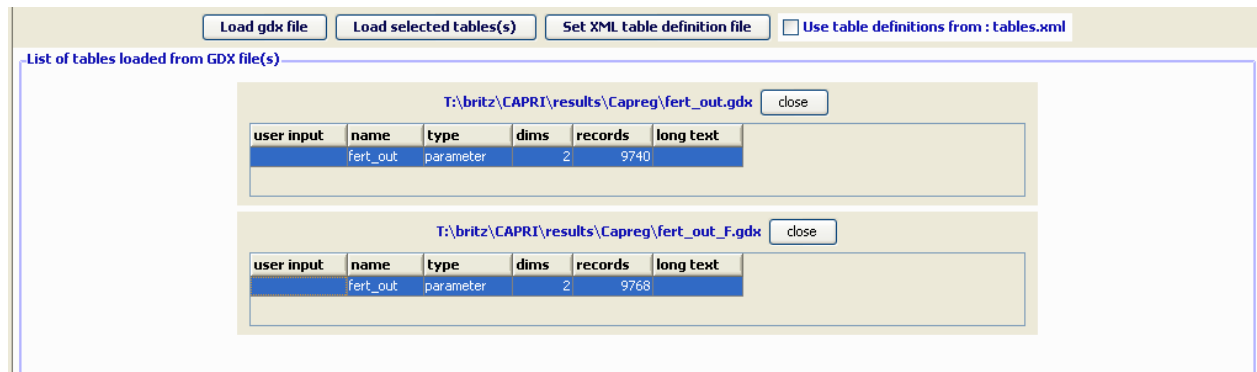 Load gdx file Load selected tables(s) Set XML table definition file Use table definitions from : tables.xml
List of tables loaded from GDX file(s)
T:\britz\CAPRI\results\Capreg\fert_out.gdx close
user input name type dims records long text
fert_out parameter 2 9740
T:\britz\CAPRI\results\Capreg\fert_out_F.gdx close
user input name type dims records long text
fert_out parameter 2 9768